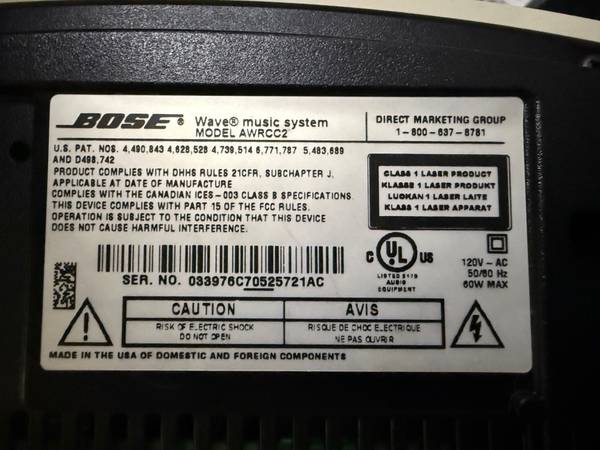 BOSE® Wave® music system
MODEL AWRCC2
DIRECT MARKETING GROUP
1-800-637-8781
U.S. PAT. NOS. 4,490,843 4,628,528 4,739,514 6,771,787 5,483,689
AND D498,742
PRODUCT COMPLIES WITH DHHS RULES 21CFR, SUBCHAPTER J,
APPLICABLE AT DATE OF MANUFACTURE
COMPLIES WITH THE CANADIAN ICES-003 CLASS B SPECIFICATIONS.
THIS DEVICE COMPLIES WITH PART 15 OF THE FCC RULES.
OPERATION IS SUBJECT TO THE CONDITION THAT THIS DEVICE
DOES NOT CAUSE HARMFUL INTERFERENCE.
CLASS 1 LASER PRODUCT
KLASSE 1 LASER PRODUKT
LUOKAN 1 LASER LAITE
KLASS 1 LASER APPARAT
C UL US
LISTED 3119
AUDIO
EQUIPMENT
120V - AC
50/60 Hz
60W MAX
SER. NO. 033976C70525721AC
CAUTION
RISK OF ELECTRIC SHOCK
DO NOT OPEN
AVIS
RISQUE DE CHOC ELECTRIQUE
NE PAS OUVRIR
MADE IN THE USA OF DOMESTIC AND FOREIGN COMPONENTS